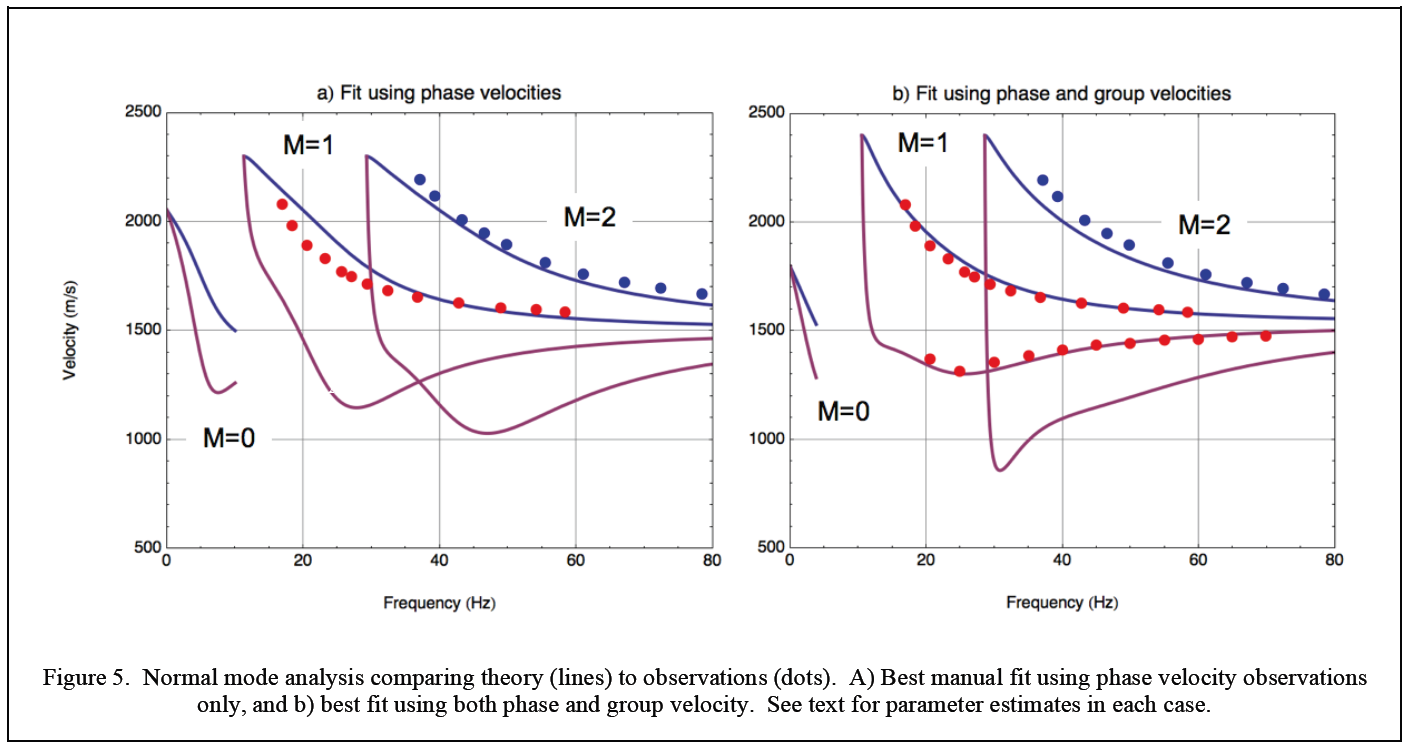 a) Fit using phase velocities
b) Fit using phase and group velocities
2500
2000
1500
1000
500
Velocity (m/s)
M=1
M=2
M=0
0
20
40
60
80
Frequency (Hz)
2500
2000
1500
1000
500
M=1
M=2
M=0
0
20
40
60
80
Frequency (Hz)
Figure 5. Normal mode analysis comparing theory (lines) to observations (dots). A) Best manual fit using phase velocity observations
only, and b) best fit using both phase and group velocity. See text for parameter estimates in each case.